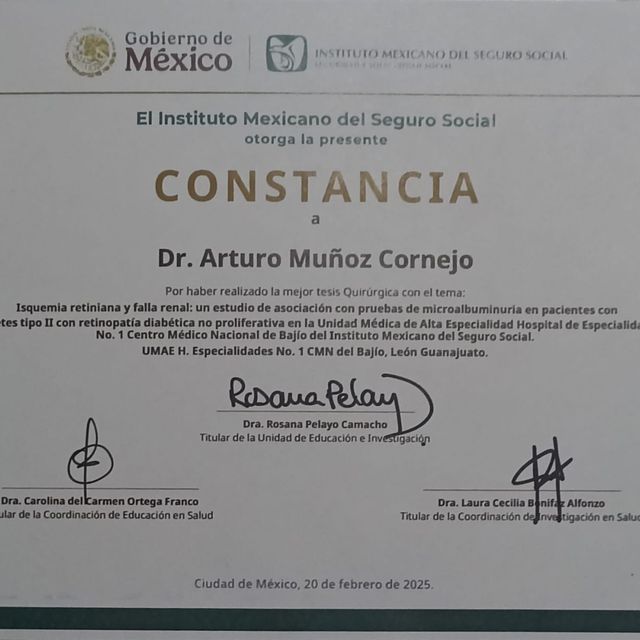 Gobierno de
México
INSTITUTO MEXICANO DEL SEGURO SOCIAL
El Instituto Mexicano del Seguro Social
otorga la presente
CONSTANCIA
a
Dr. Arturo Muñoz Cornejo
Por haber realizado la mejor tesis Quirúrgica con el tema:
Isquemia retiniana y falla renal: un estudio de asociación con pruebas de microalbuminuria en pacientes con
tes tipo II con retinopatía diabética no proliferativa en la Unidad Médica de Alta Especialidad Hospital de Especialida
No. 1 Centro Médico Nacional de Bajío del Instituto Mexicano del Seguro Social.
UMAE H. Especialidades No. 1 CMN del Bajío, León Guanajuato.
Rosana Pelayo
Dra. Rosana Pelayo Camacho
Titular de la Unidad de Educación e Investigación
Dra. Carolina del Carmen Ortega Franco
ular de la Coordinación de Educación en Salud
Dra. Laura Cecilia Bonifaz Alfonzo
Titular de la Coordinación de Investigación en Salud
Ciudad de México, 20 de febrero de 2025.